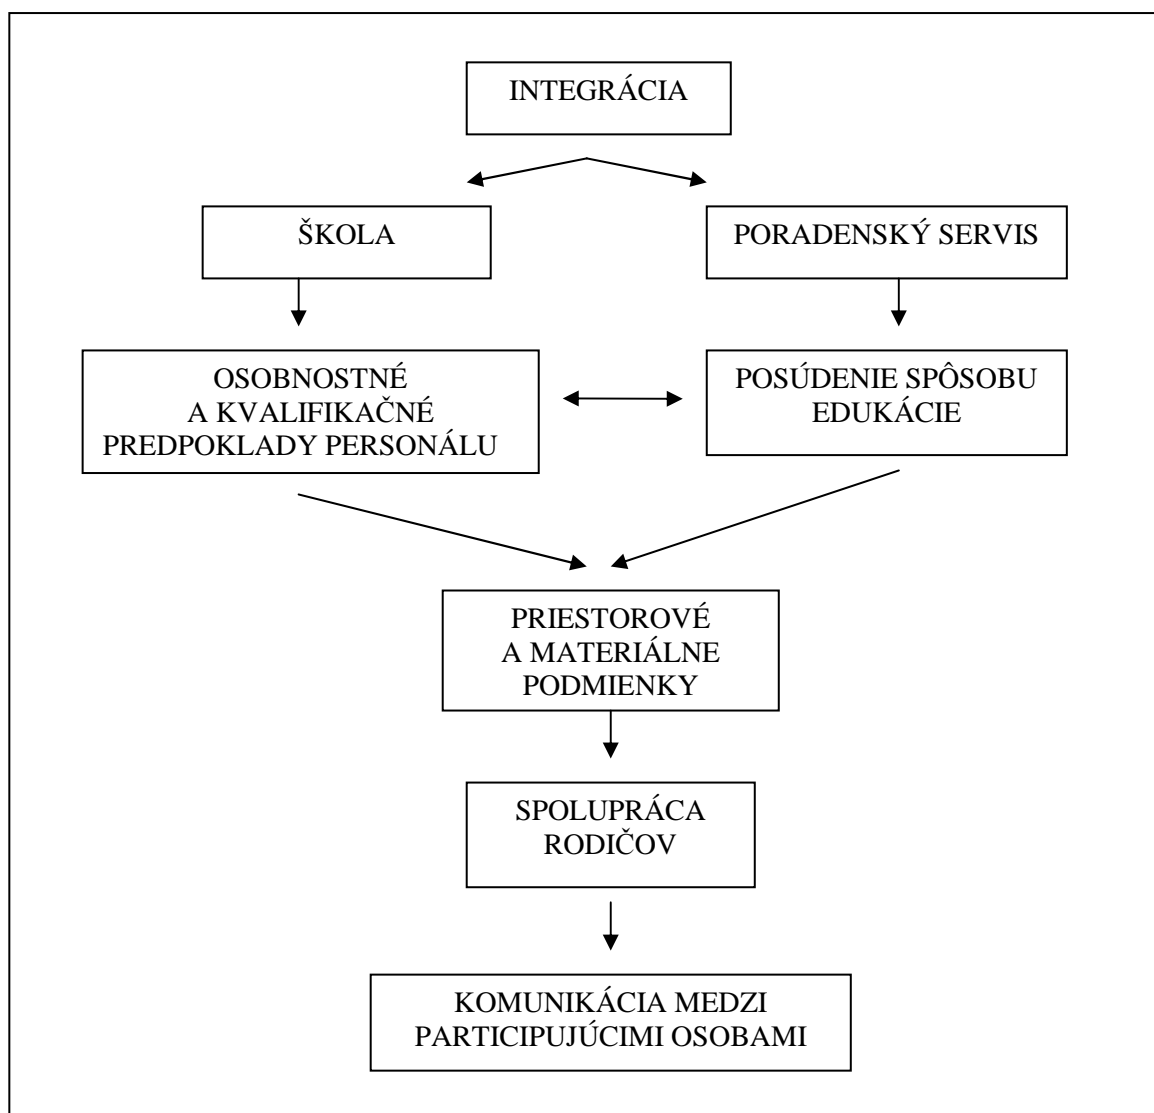 INTEGRÁCIA
ŠKOLA
PORADENSKÝ SERVIS
OSOBNOSTNÉ
A KVALIFIKAČNÉ
PREDPOKLADY PERSONÁLU
POSÚDENIE SPÔSOBU
EDUKÁCIE
PRIESTOROVÉ
A MATERIÁLNE
PODMIENKY
SPOLUPRÁCA
RODIČOV
KOMUNIKÁCIA MEDZI
PARTICIPUJÚCIMI OSOBAMI